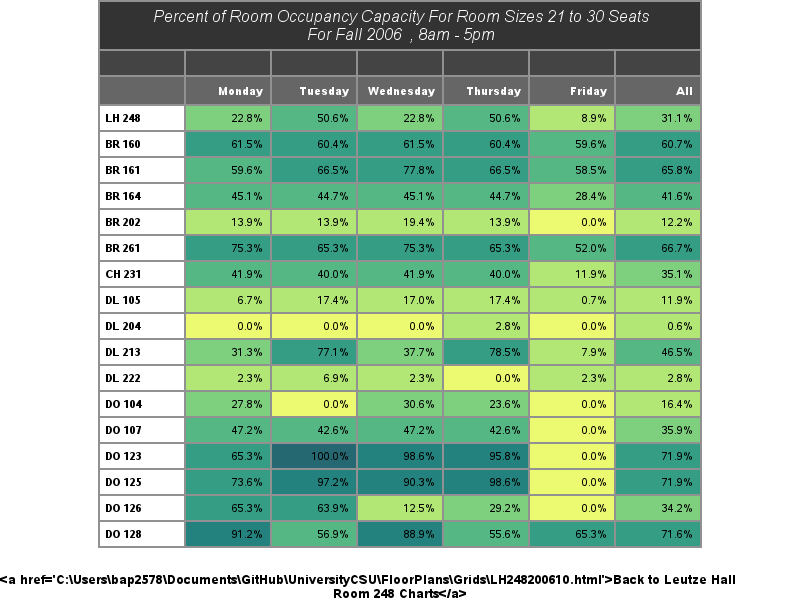 Percent of Room Occupancy Capacity For Room Sizes 21 to 30 Seats
For Fall 2006 , 8am - 5pm
Monday Tuesday Wednesday Thursday Friday All
LH 248 22.8% 50.6% 22.8% 50.6% 8.9% 31.1%
BR 160 61.5% 60.4% 61.5% 60.4% 59.6% 60.7%
BR 161 59.6% 66.5% 77.8% 66.5% 58.5% 65.8%
BR 164 45.1% 44.7% 45.1% 44.7% 28.4% 41.6%
BR 202 13.9% 13.9% 19.4% 13.9% 0.0% 12.2%
BR 261 75.3% 65.3% 75.3% 65.3% 52.0% 66.7%
CH 231 41.9% 40.0% 41.9% 40.0% 11.9% 35.1%
DL 105 6.7% 17.4% 17.0% 17.4% 0.7% 11.9%
DL 204 0.0% 0.0% 0.0% 2.8% 0.0% 0.6%
DL 213 31.3% 77.1% 37.7% 78.5% 7.9% 46.5%
DL 222 2.3% 6.9% 2.3% 0.0% 2.3% 2.8%
DO 104 27.8% 0.0% 30.6% 23.6% 0.0% 16.4%
DO 107 47.2% 42.6% 47.2% 42.6% 0.0% 35.9%
DO 123 65.3% 100.0% 98.6% 95.8% 0.0% 71.9%
DO 125 73.6% 97.2% 90.3% 98.6% 0.0% 71.9%
DO 126 65.3% 63.9% 12.5% 29.2% 0.0% 34.2%
DO 128 91.2% 56.9% 88.9% 55.6% 65.3% 71.6%
<a href='C:\Users\bap2578\Documents\GitHub\UniversityCSU\FloorPlans\Grids\LH248200610.html'>Back to Leutze Hall
Room 248 Charts</a>